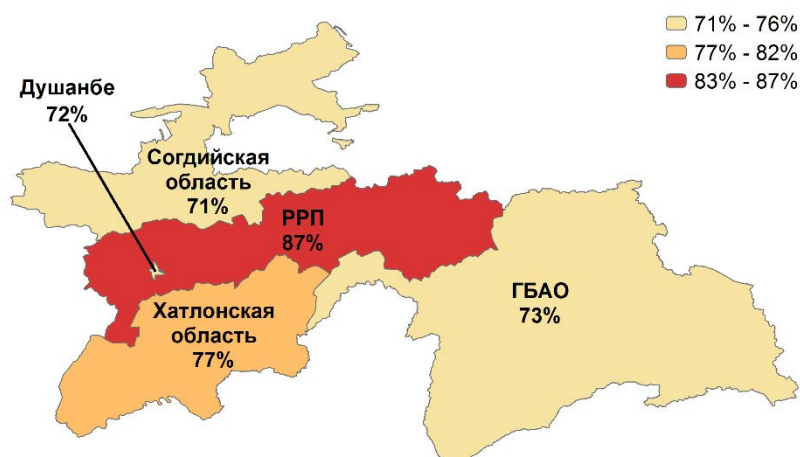 71% - 76%
77% - 82%
83% - 87%
Душанбе
72%
Согдийская
область
71%
РРП
87%
ГБАО
73%
Хатлонская
область
77%